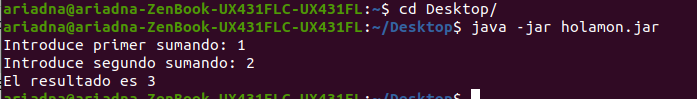 ariadna@ariadna-ZenBook-UX431FLC-UX431FL:~$ cd Desktop/
ariadna@ariadna-ZenBook-UX431FLC-UX431FL:~/Desktop$ java -jar holamon.jar
Introduce primer sumando: 1
Introduce segundo sumando: 2
El resultado es 3
ariadna@ariadna-ZenBook-UX431FLC-UX431FL:~/Desktop$